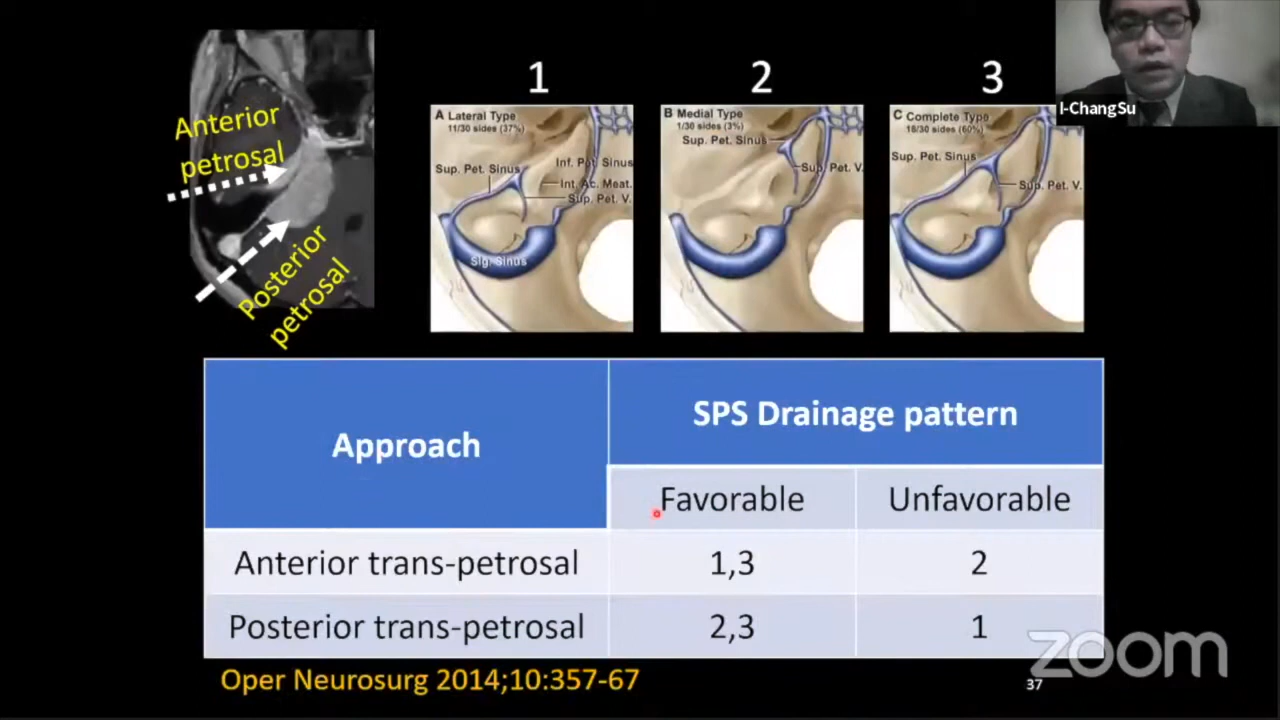 Anterior
petrosal
Posterior
petrosal
1
2
3
A Lateral Type
11/30 sides (37%)
Sup. Pet. Sinus
Inf. Pet. Sinus
Int. Ac. Meat.
Sup. Pet. V.
Sig. Sinus
B Medial Type
1/30 sides (3%)
Sup. Pet. Sinus
Sup. Pet. V.
C Complete Type
18/30 sides (60%)
Sup. Pet. Sinus
Sup. Pet. V.
I-ChangSu
Approach
SPS Drainage pattern
Favorable
Unfavorable
Anterior trans-petrosal
1,3
2
Posterior trans-petrosal
2,3
1
Oper Neurosurg 2014;10:357-67
37
zoom